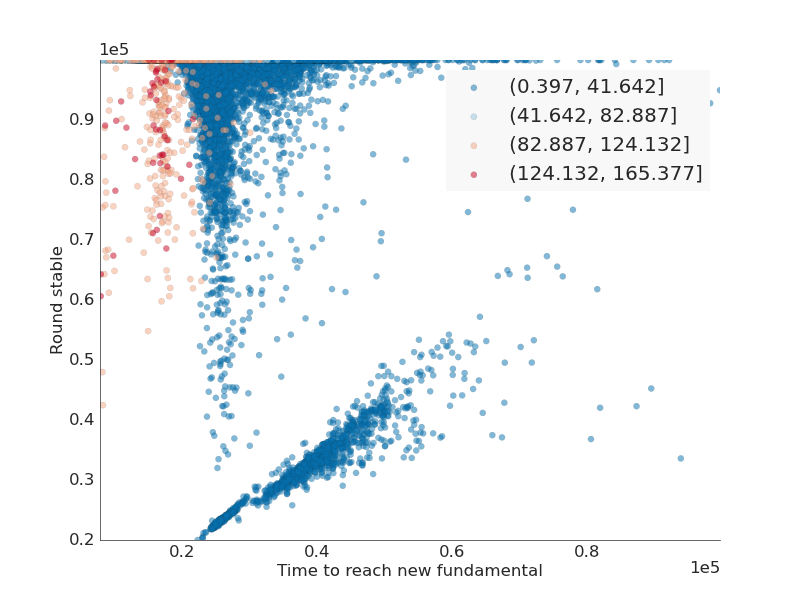 1e5
(0.397, 41.642]
(41.642, 82.887]
(82.887, 124.132]
(124.132, 165.377]
0.9
0.8
0.7
0.6
0.5
0.4
0.3
0.2
Round stable
0.2 0.4 0.6 0.8
1e5
Time to reach new fundamental